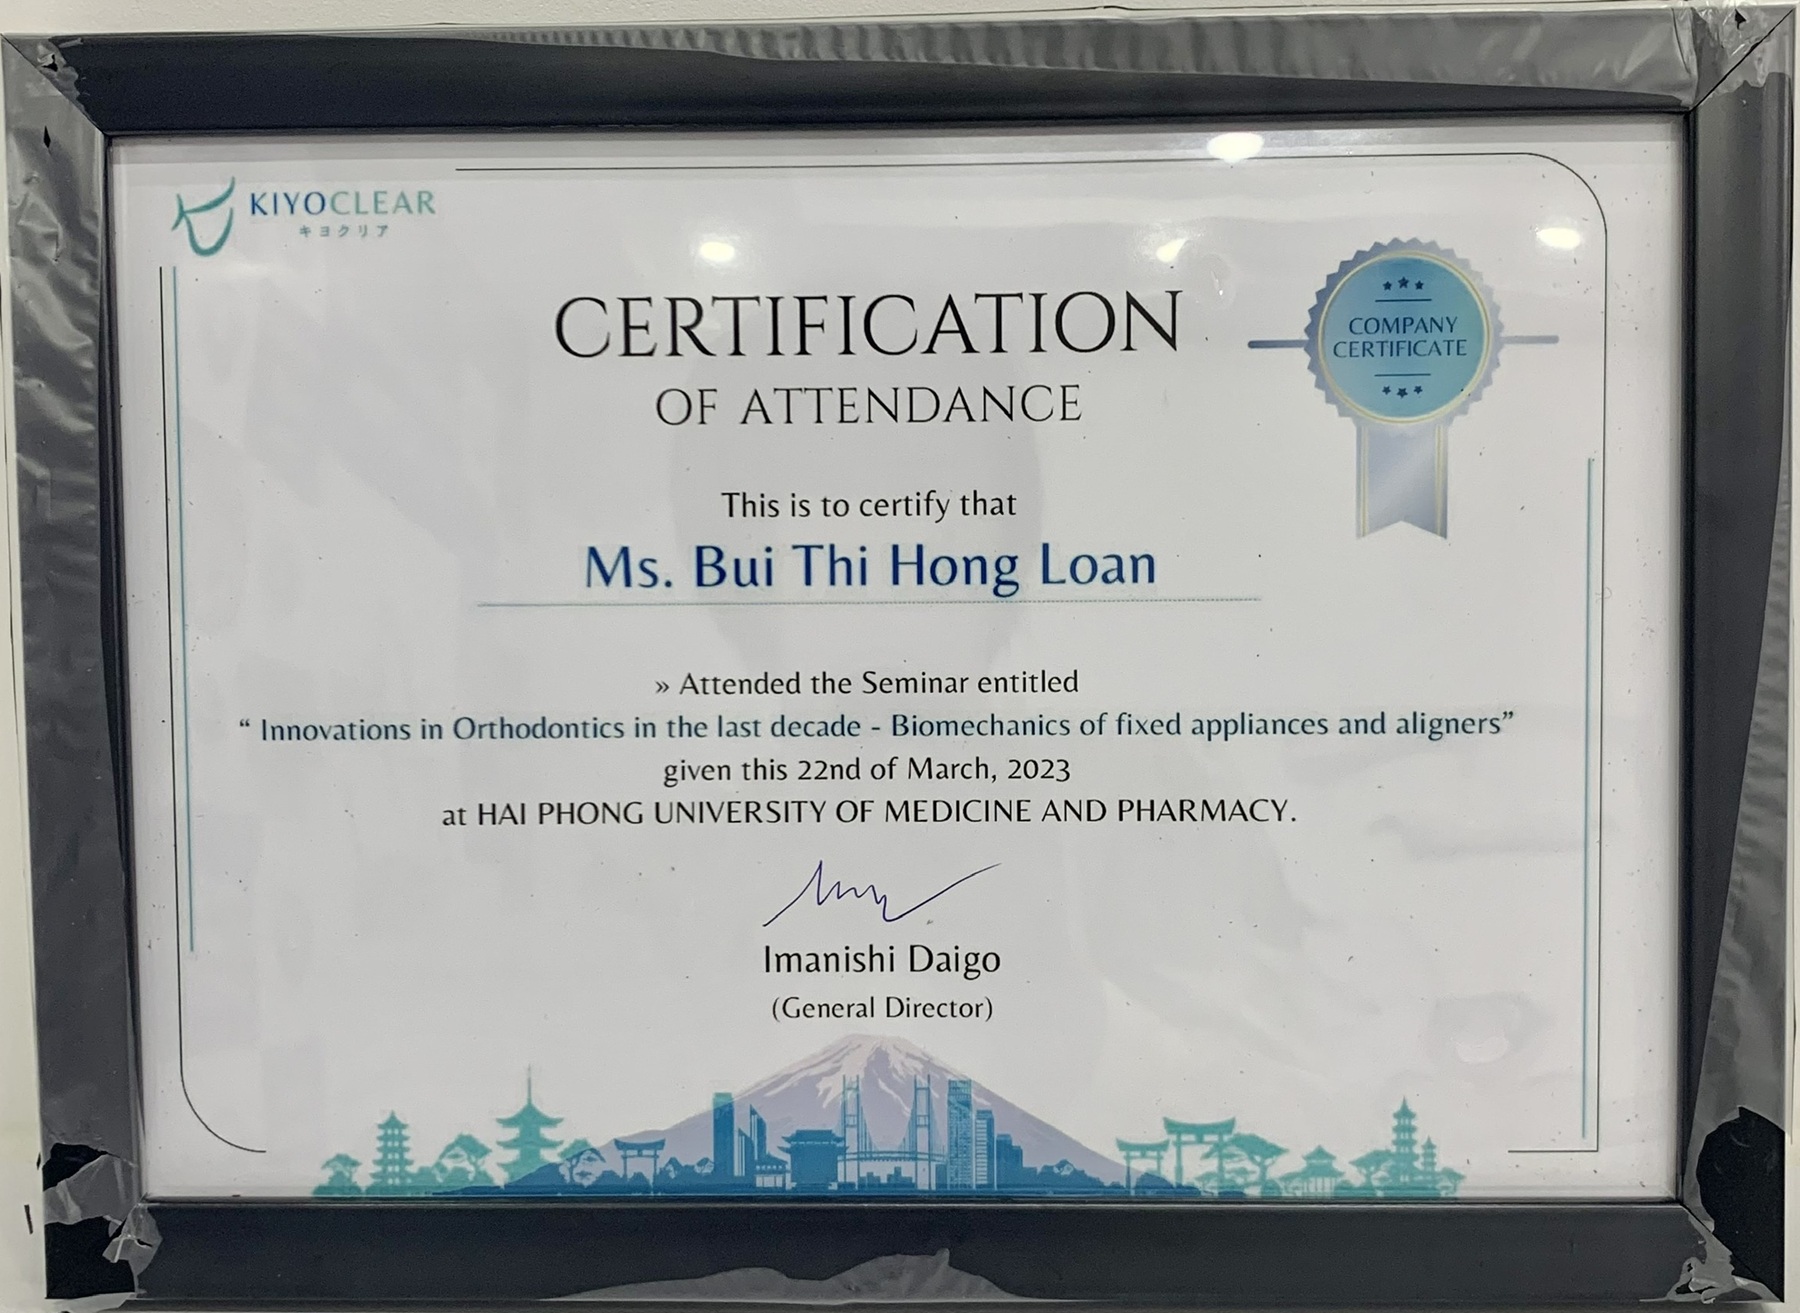 KIYOCLEAR
キヨクリア
CERTIFICATION
OF ATTENDANCE
COMPANY
CERTIFICATE
This is to certify that
Ms. Bui Thi Hong Loan
» Attended the Seminar entitled
“ Innovations in Orthodontics in the last decade - Biomechanics of fixed appliances and aligners”
given this 22nd of March, 2023
at HAI PHONG UNIVERSITY OF MEDICINE AND PHARMACY.
Imanishi Daigo
(General Director)